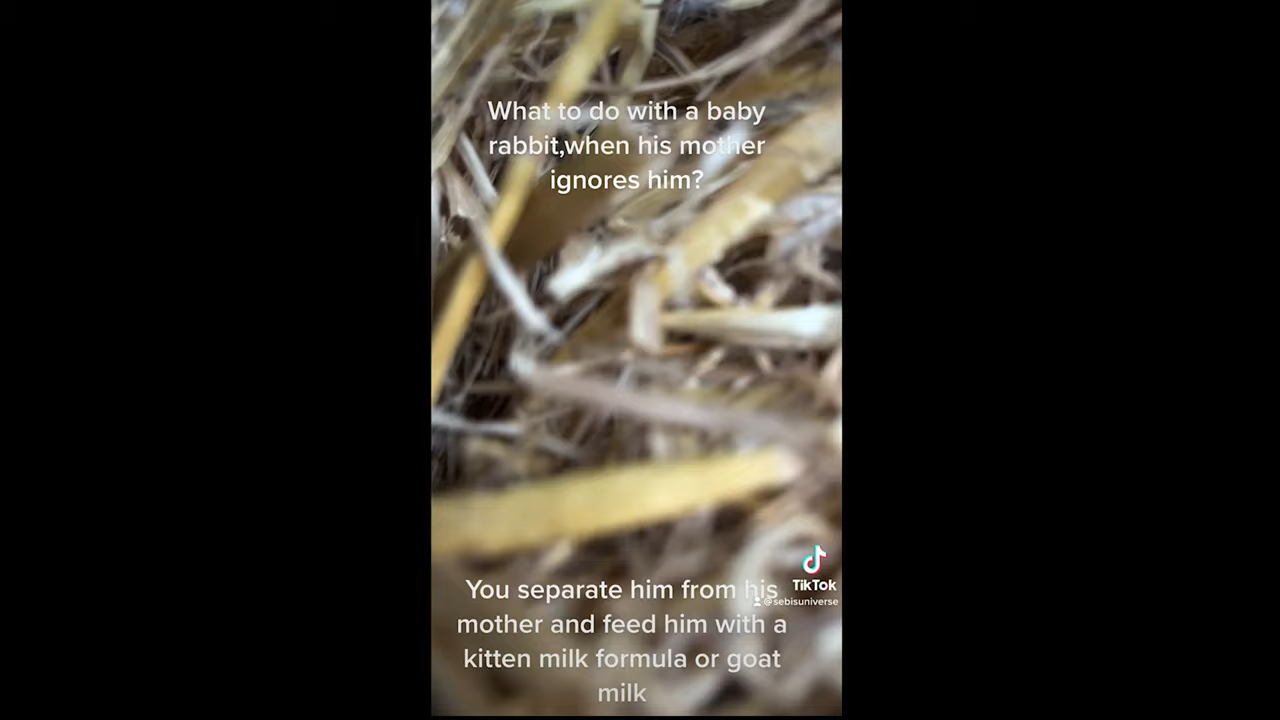 What to do with a baby
rabbit,when his mother
ignores him?
TikTok
You separate him from his
@sebisuniverse
mother and feed him with a
kitten milk formula or goat
milk